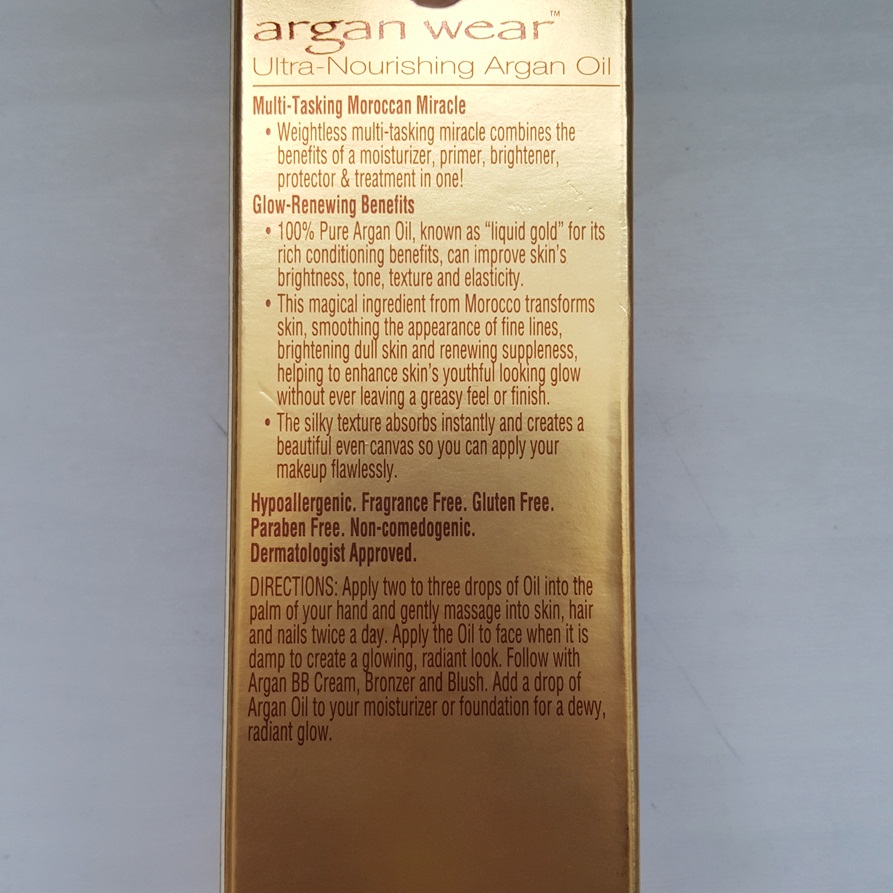 argan wear™
Ultra-Nourishing Argan Oil
Multi-Tasking Moroccan Miracle
• Weightless multi-tasking miracle combines the
benefits of a moisturizer, primer, brightener,
protector & treatment in one!
Glow-Renewing Benefits
• 100% Pure Argan Oil, known as “liquid gold” for its
rich conditioning benefits, can improve skin’s
brightness, tone, texture and elasticity.
• This magical ingredient from Morocco transforms
skin, smoothing the appearance of fine lines,
brightening dull skin and renewing suppleness,
helping to enhance skin’s youthful looking glow
without ever leaving a greasy feel or finish.
• The silky texture absorbs instantly and creates a
beautiful even canvas so you can apply your
makeup flawlessly.
Hypoallergenic. Fragrance Free. Gluten Free.
Paraben Free. Non-comedogenic.
Dermatologist Approved.
DIRECTIONS: Apply two to three drops of Oil into the
palm of your hand and gently massage into skin, hair
and nails twice a day. Apply the Oil to face when it is
damp to create a glowing, radiant look. Follow with
Argan BB Cream, Bronzer and Blush. Add a drop of
Argan Oil to your moisturizer or foundation for a dewy,
radiant glow.